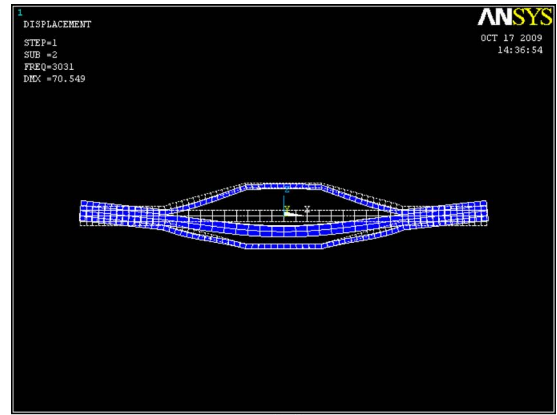 1
DISPLACEMENT
STEP=1
SUB =2
FREQ=3031
DMX =70.549
ANSYS
OCT 17 2009
14:36:54
Z
Y
X